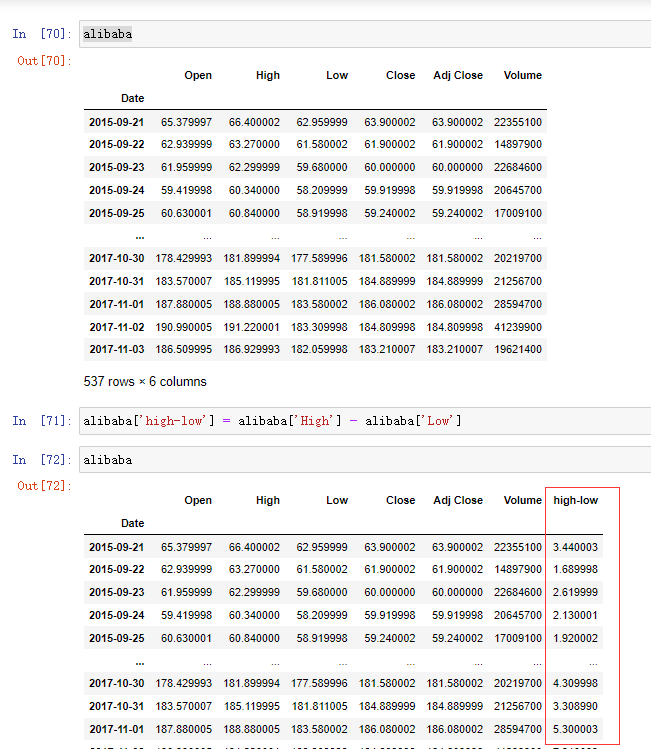 In [70]: alibaba
Out[70]:
Open High Low Close Adj Close Volume
Date
2015-09-21 65.379997 66.400002 62.959999 63.900002 63.900002 22355100
2015-09-22 62.939999 63.270000 61.580002 61.900002 61.900002 14897900
2015-09-23 61.959999 62.299999 59.680000 60.000000 60.000000 22684600
2015-09-24 59.419998 60.340000 58.209999 59.919998 59.919998 20645700
2015-09-25 60.630001 60.840000 58.919998 59.240002 59.240002 17009100
... ... ... ... ... ... ...
2017-10-30 178.429993 181.899994 177.589996 181.580002 181.580002 20219700
2017-10-31 183.570007 185.119995 181.811005 184.889999 184.889999 21256700
2017-11-01 187.880005 188.880005 183.580002 186.080002 186.080002 28594700
2017-11-02 190.990005 191.220001 183.309998 184.809998 184.809998 41239900
2017-11-03 186.509995 186.929993 182.059998 183.210007 183.210007 19621400
537 rows × 6 columns
In [71]: alibaba['high-low'] = alibaba['High'] - alibaba['Low']
In [72]: alibaba
Out[72]:
Open High Low Close Adj Close Volume high-low
Date
2015-09-21 65.379997 66.400002 62.959999 63.900002 63.900002 22355100 3.440003
2015-09-22 62.939999 63.270000 61.580002 61.900002 61.900002 14897900 1.689998
2015-09-23 61.959999 62.299999 59.680000 60.000000 60.000000 22684600 2.619999
2015-09-24 59.419998 60.340000 58.209999 59.919998 59.919998 20645700 2.130001
2015-09-25 60.630001 60.840000 58.919998 59.240002 59.240002 17009100 1.920002
... ... ... ... ... ... ... ...
2017-10-30 178.429993 181.899994 177.589996 181.580002 181.580002 20219700 4.309998
2017-10-31 183.570007 185.119995 181.811005 184.889999 184.889999 21256700 3.308990
2017-11-01 187.880005 188.880005 183.580002 186.080002 186.080002 28594700 5.300003